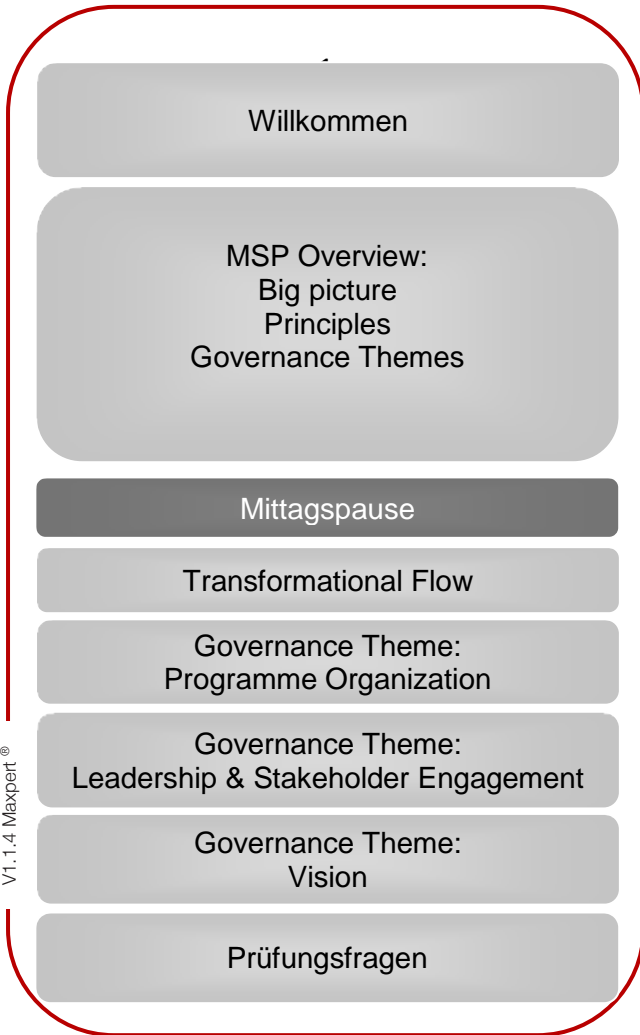 Willkommen
MSP Overview:
Big picture
Principles
Governance Themes
Mittagspause
Transformational Flow
Governance Theme:
Programme Organization
Governance Theme:
Leadership & Stakeholder Engagement
Governance Theme:
Vision
Prüfungsfragen
V1.1.4 Maxpert ®